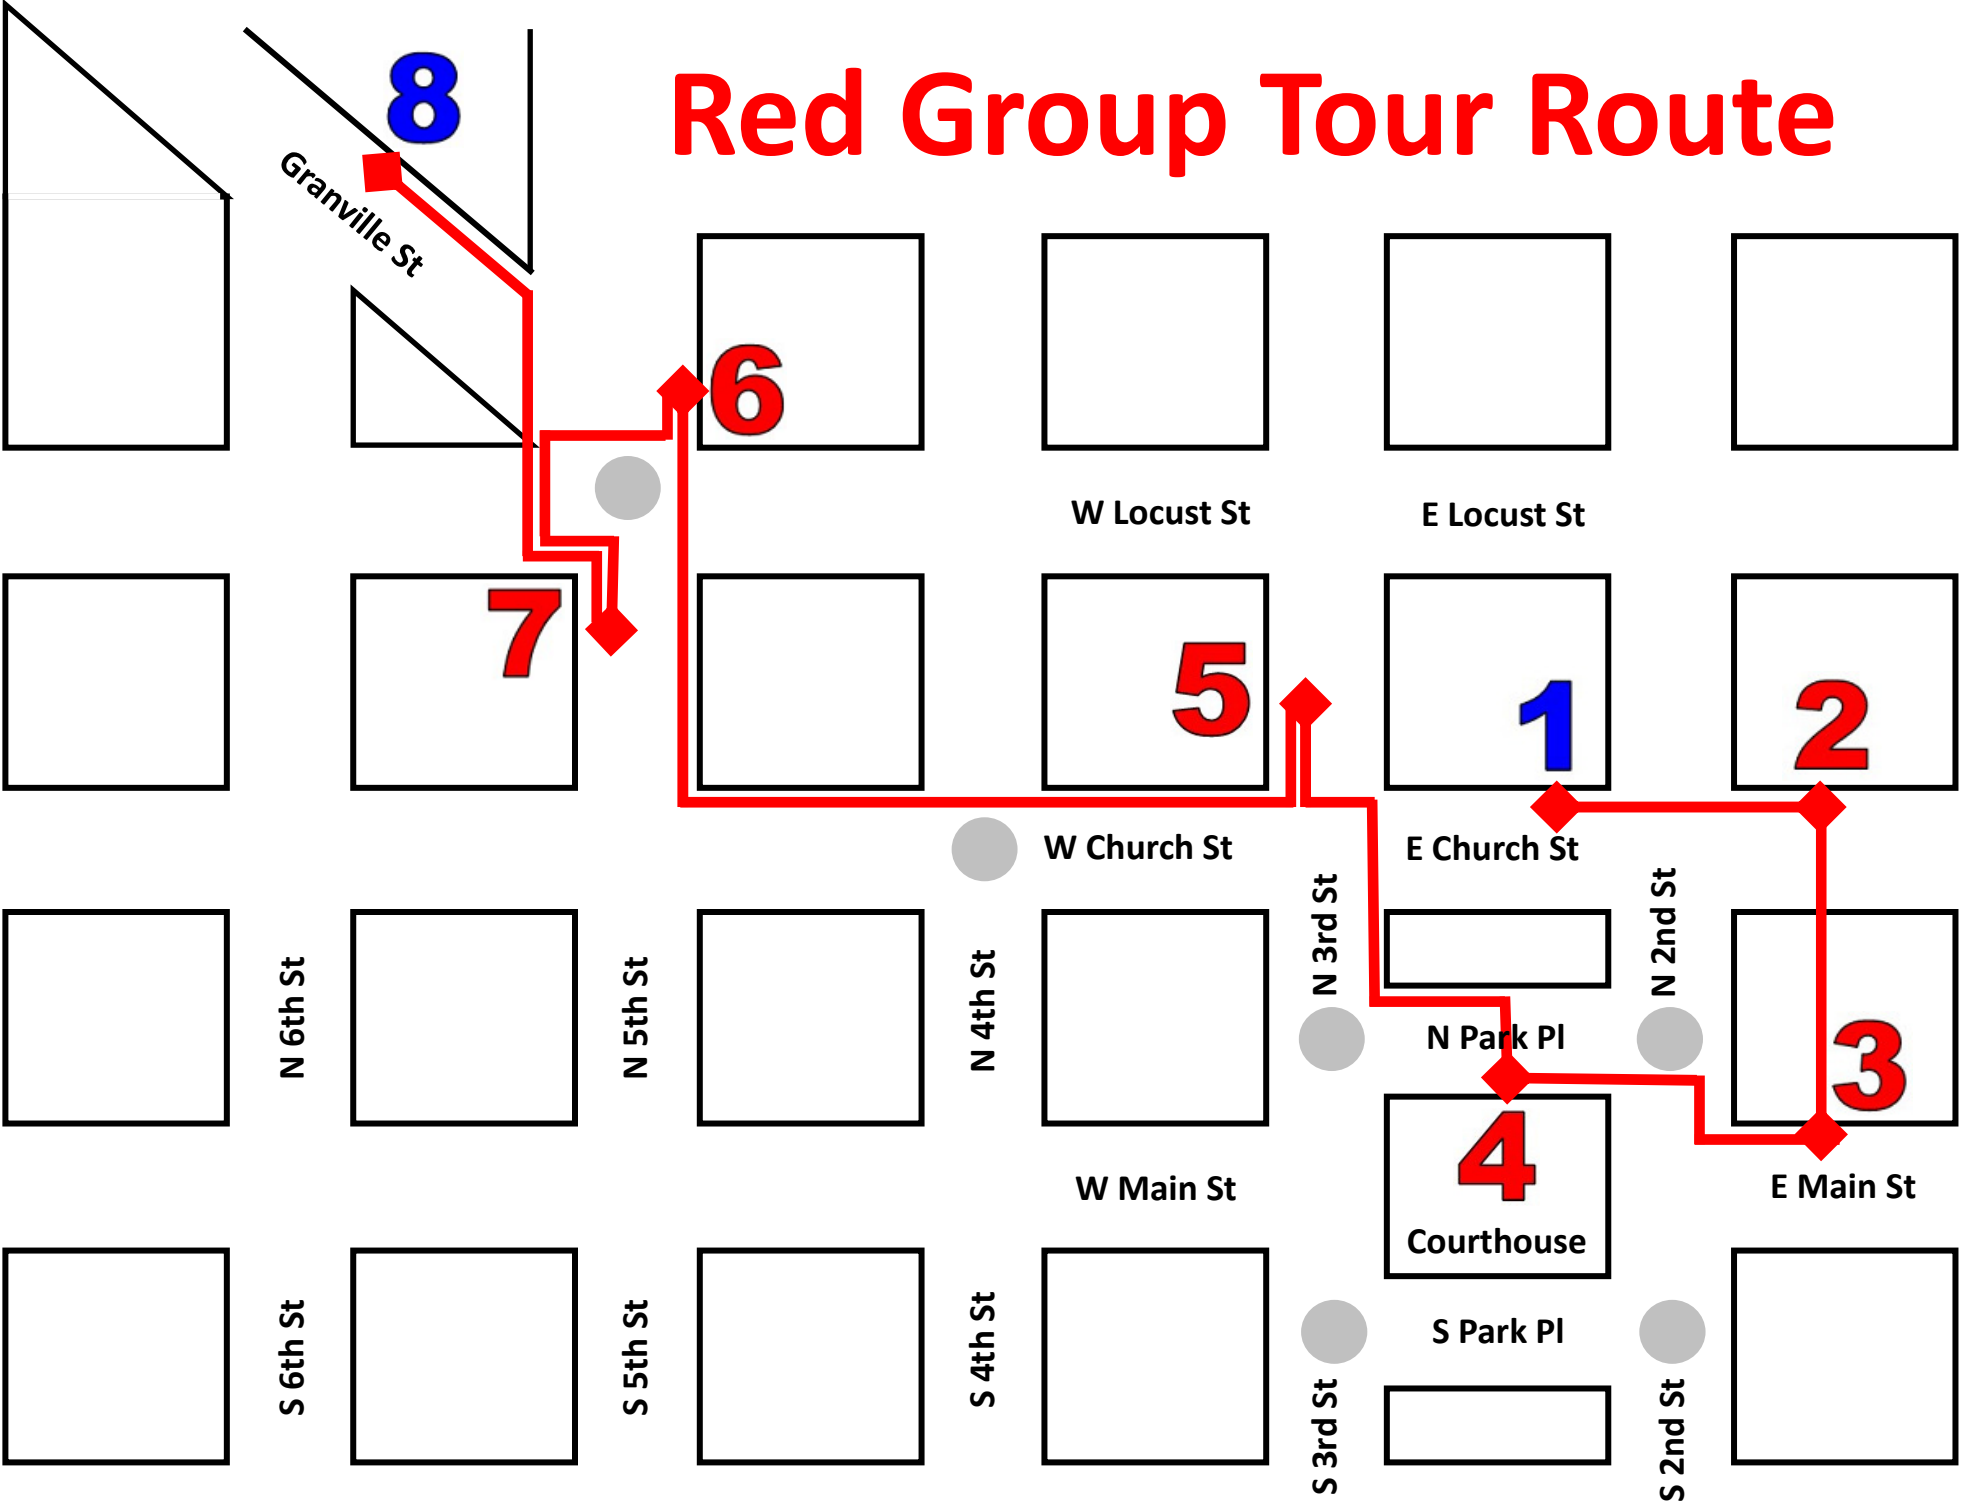 8
Red Group Tour Route
Granville St
6
W Locust St
E Locust St
7
5
1
2
W Church St
E Church St
N 6th St
N 5th St
N 4th St
N 3rd St
N 2nd St
N Park Pl
3
4
W Main St
E Main St
Courthouse
S 6th St
S 5th St
S 4th St
S 3rd St
S Park Pl
S 2nd St